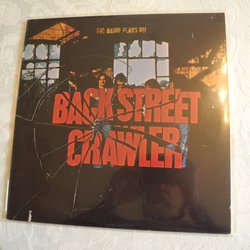 THE BAND PLAYS ON
BACK STREET
CRAWLER